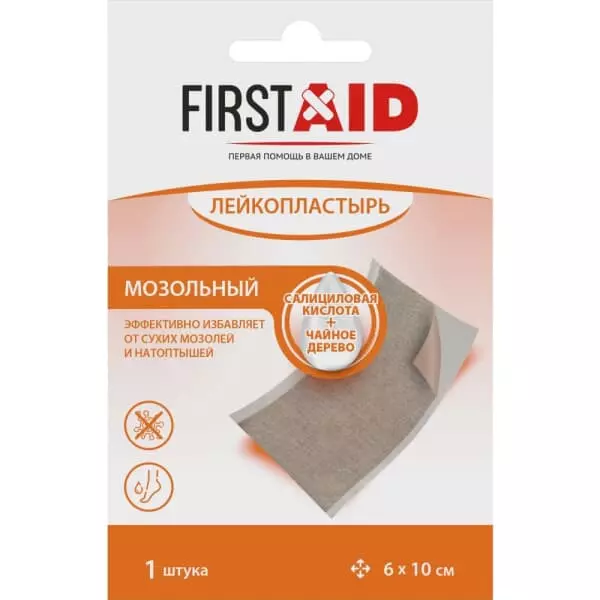 FIRST AID
ПЕРВАЯ ПОМОЩЬ В ВАШЕМ ДОМЕ
ЛЕЙКОПЛАСТЫРЬ
МОЗОЛЬНЫЙ
ЭФФЕКТИВНО ИЗБАВЛЯЕТ
ОТ СУХИХ МОЗОЛЕЙ
И НАТОПТЫШЕЙ
САЛИЦИЛОВАЯ
КИСЛОТА
+
ЧАЙНОЕ
ДЕРЕВО
1 штука
6 x 10 см